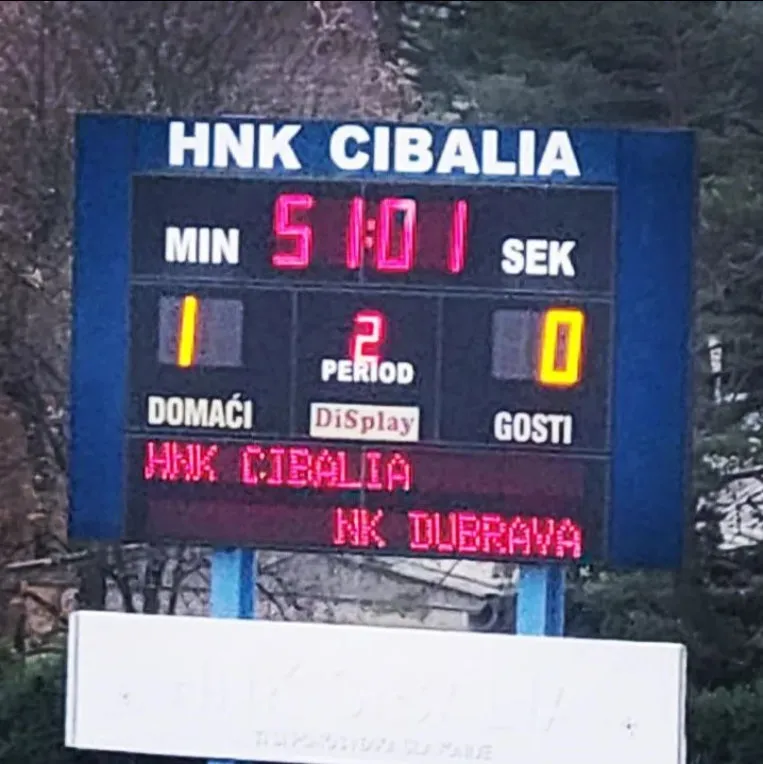 HNK CIBALIA
MIN 51:01 SEK
1 2 0
PERIOD
DOMAĆI DiSplay GOSTI
HNK CIBALIA
NK DUBRAVA